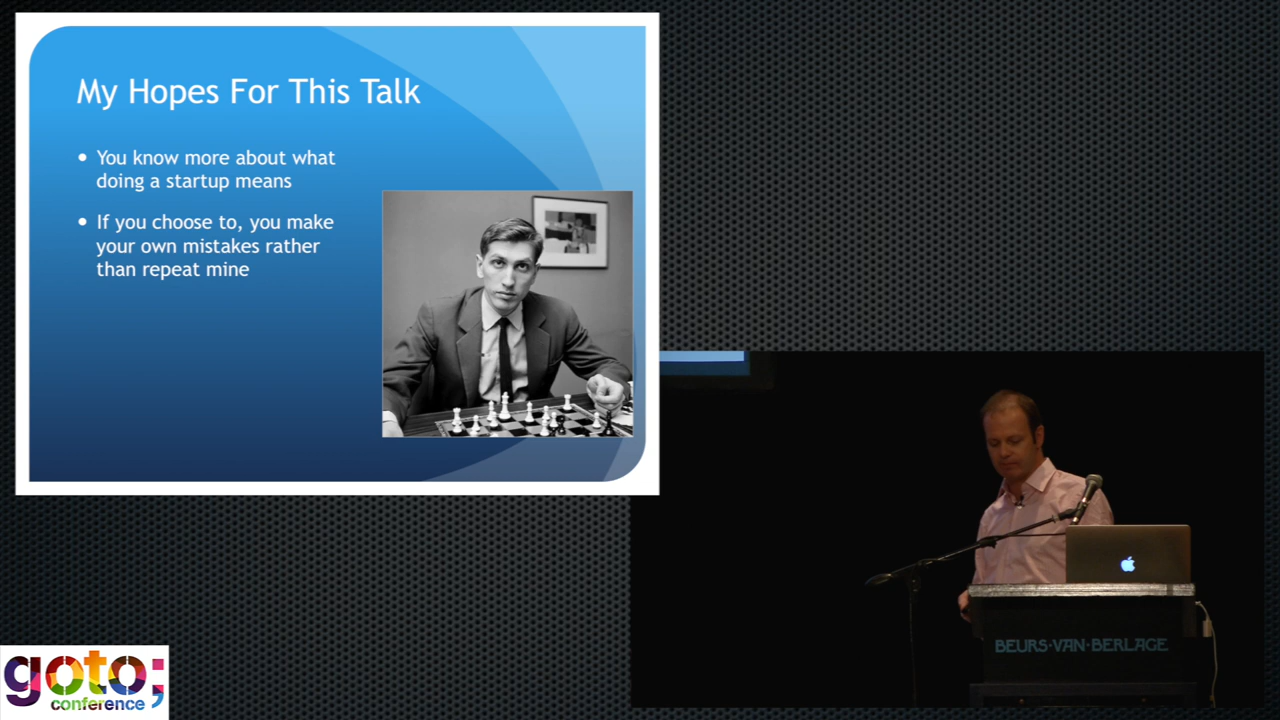 My Hopes For This Talk
• You know more about what
doing a startup means
• If you choose to, you make
your own mistakes rather
than repeat mine
BEURS·VAN·BERLAGE
goto;
conference